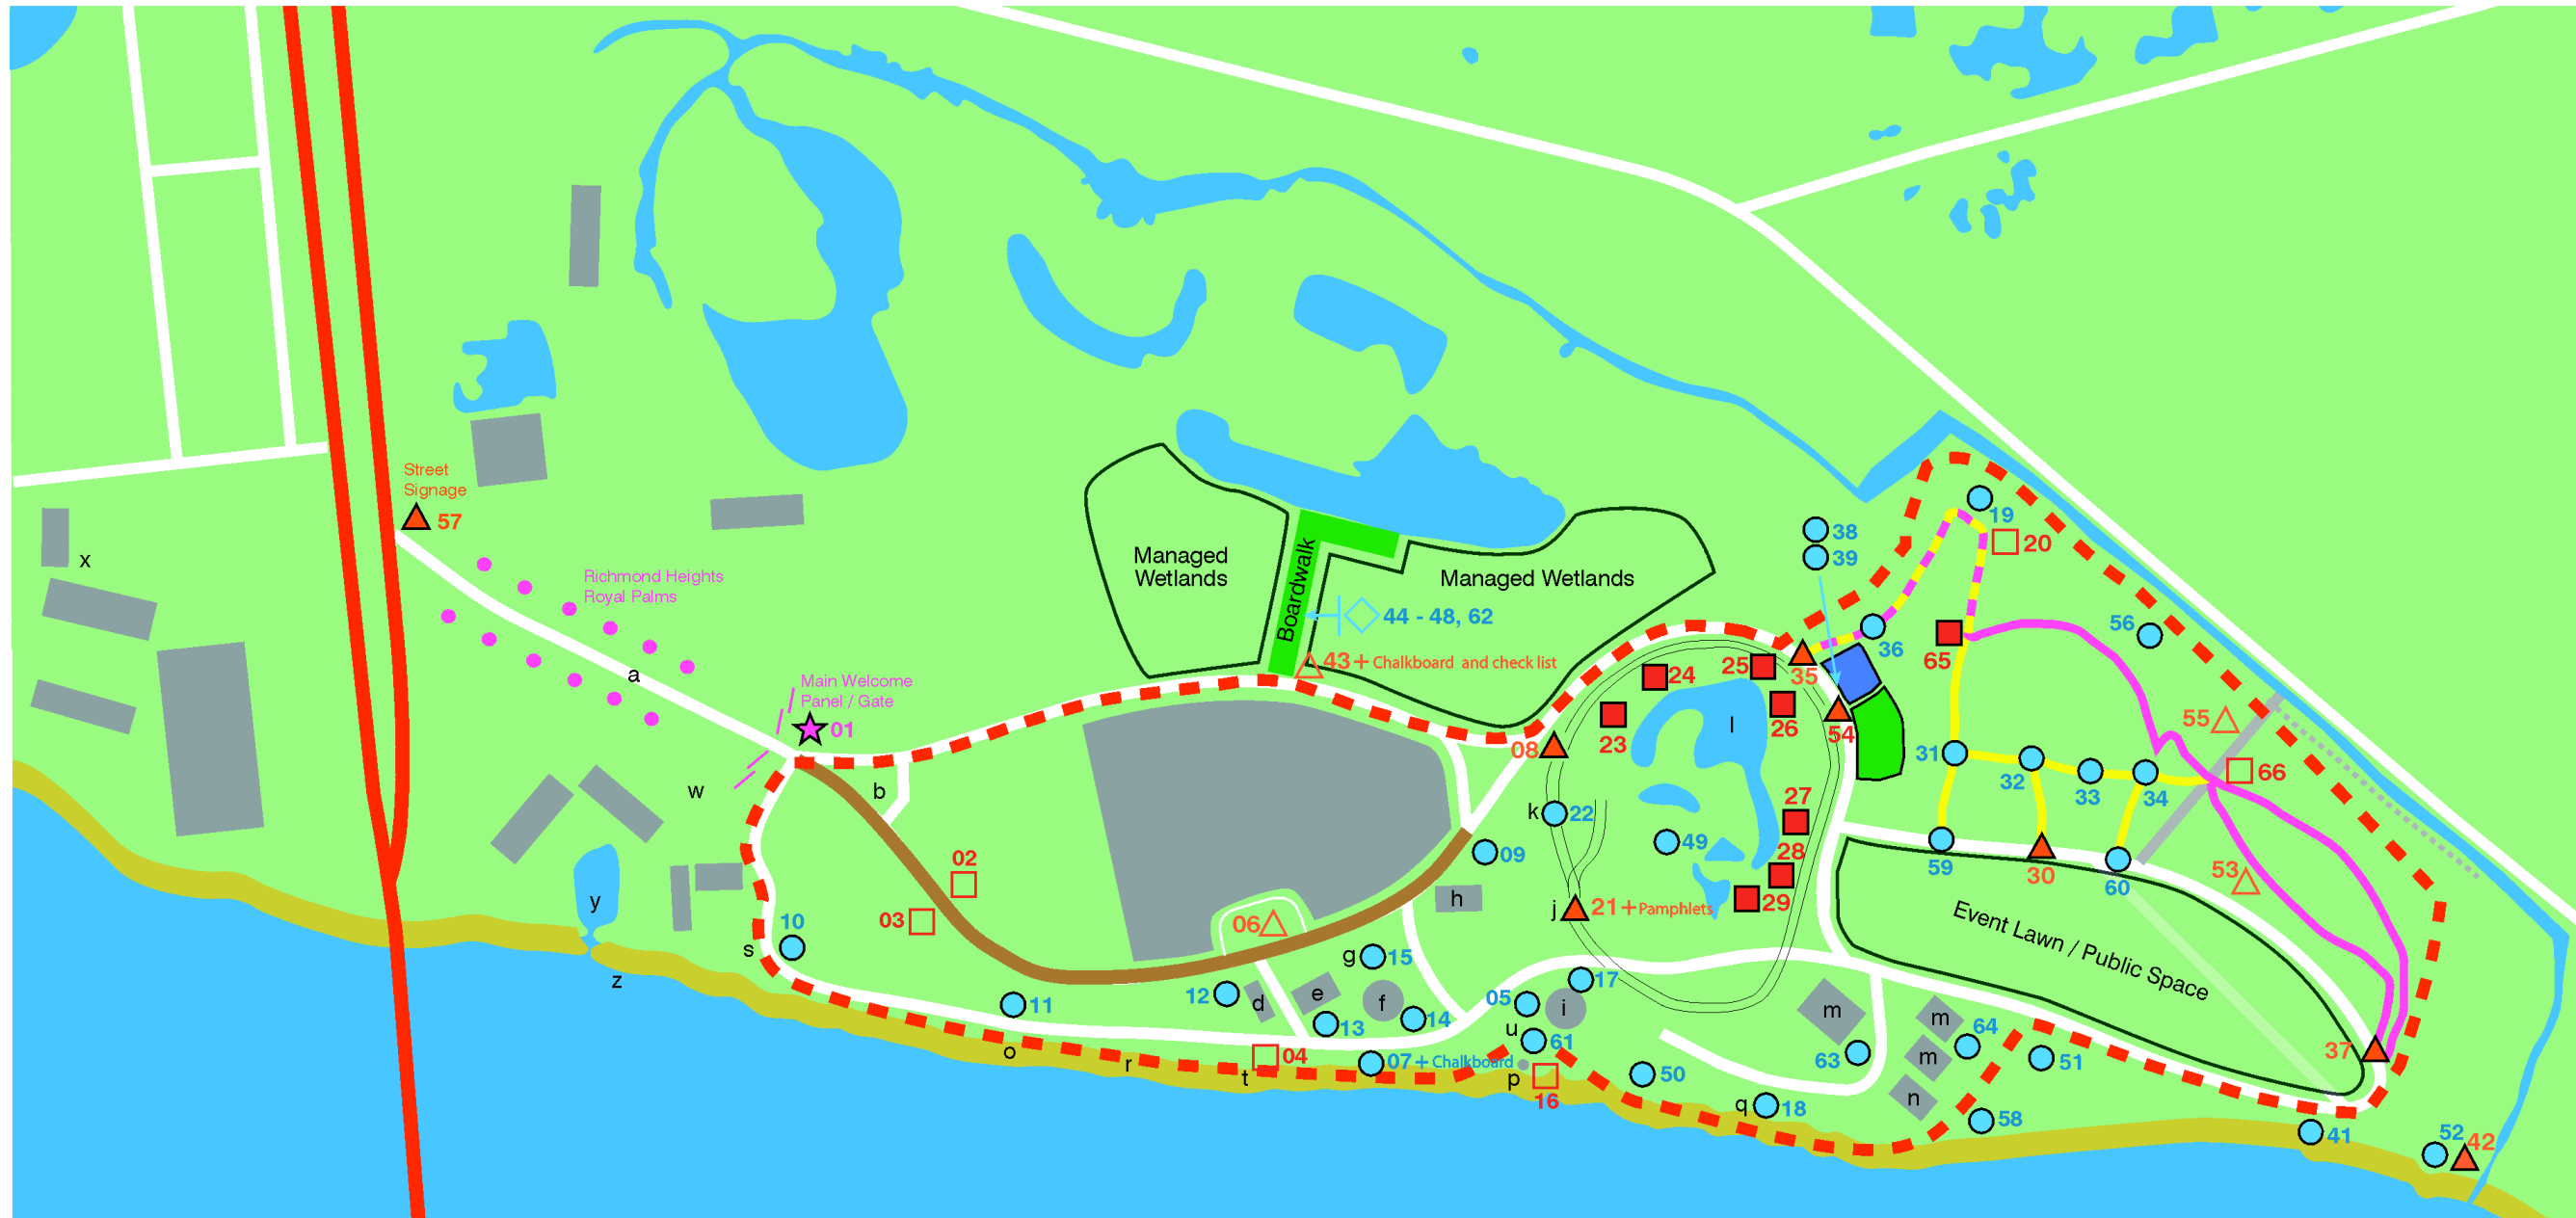 Street
Signage
57
x
Richmond Heights
Royal Palms
a
Main Welcome
Panel / Gate
01
w
b
y
z
s
10
02
03
11
o
r
t
04
12
d
e
13
f
g
15
14
06
07+Chalkboard
Managed
Wetlands
Boardwalk
Managed Wetlands
44 - 48, 62
43+ Chalkboard and check list
08
09
h
k
22
j
21+Pamphlets
23
24
25
26
l
49
27
28
29
35
54
38
39
36
19
20
65
56
55
66
31
32
33
34
59
30
60
53
Event Lawn / Public Space
37
05
i
17
u
61
p
16
50
q
18
m
63
m
64
m
n
51
58
41
52
42